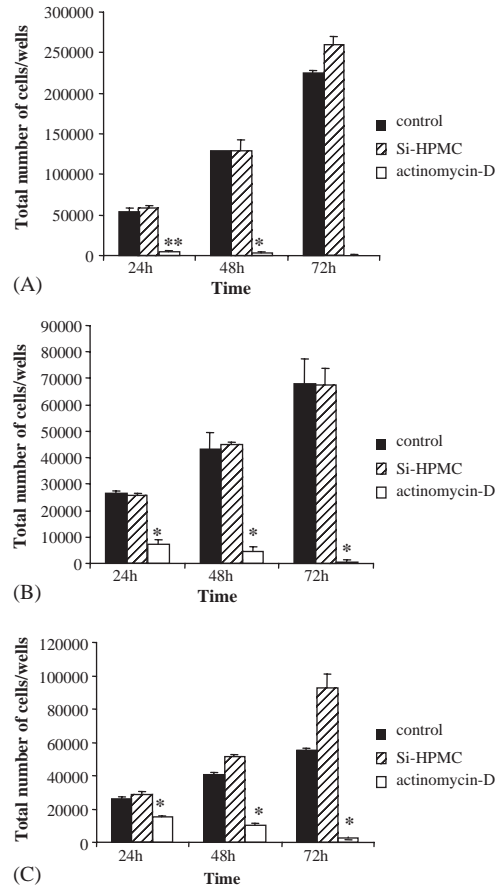 Total number of cells/wells
300000
250000
200000
150000
100000
50000
0
**
*
24h 48h 72h
Time
control
Si-HPMC
actinomycin-D
(A)
Total number of cells/wells
90000
80000
70000
60000
50000
40000
30000
20000
10000
0
* * *
24h 48h 72h
Time
control
Si-HPMC
actinomycin-D
(B)
Total number of cells/wells
120000
100000
80000
60000
40000
20000
0
* * *
24h 48h 72h
Time
control
Si-HPMC
actinomycin-D
(C)